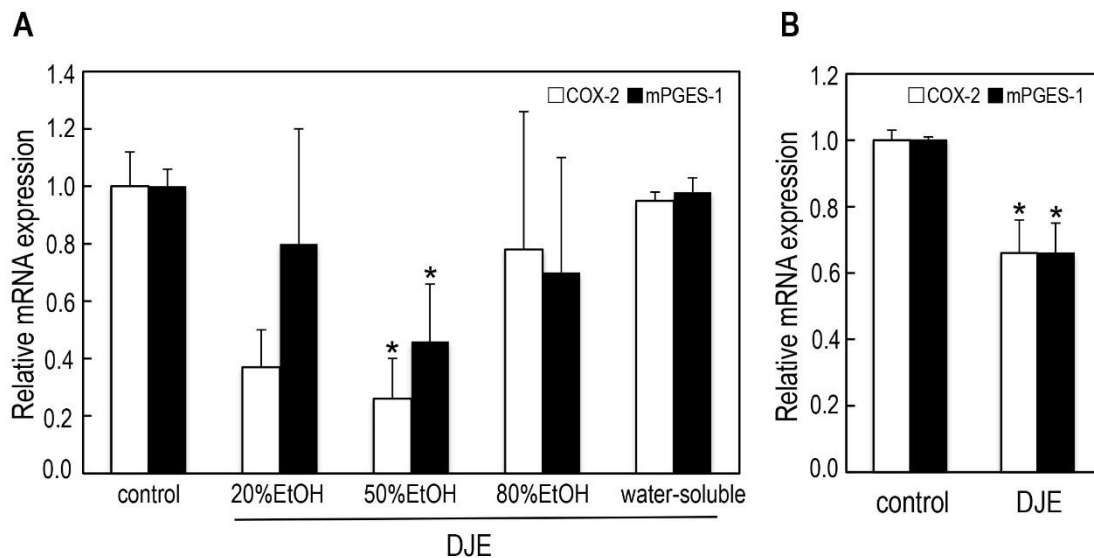 A
Relative mRNA expression
1.4
1.2
1.0
0.8
0.6
0.4
0.2
0.0
COX-2 mPGES-1
* *
control 20%EtOH 50%EtOH 80%EtOH water-soluble
DJE
B
Relative mRNA expression
1.2
1.0
0.8
0.6
0.4
0.2
0.0
COX-2 mPGES-1
* *
control DJE